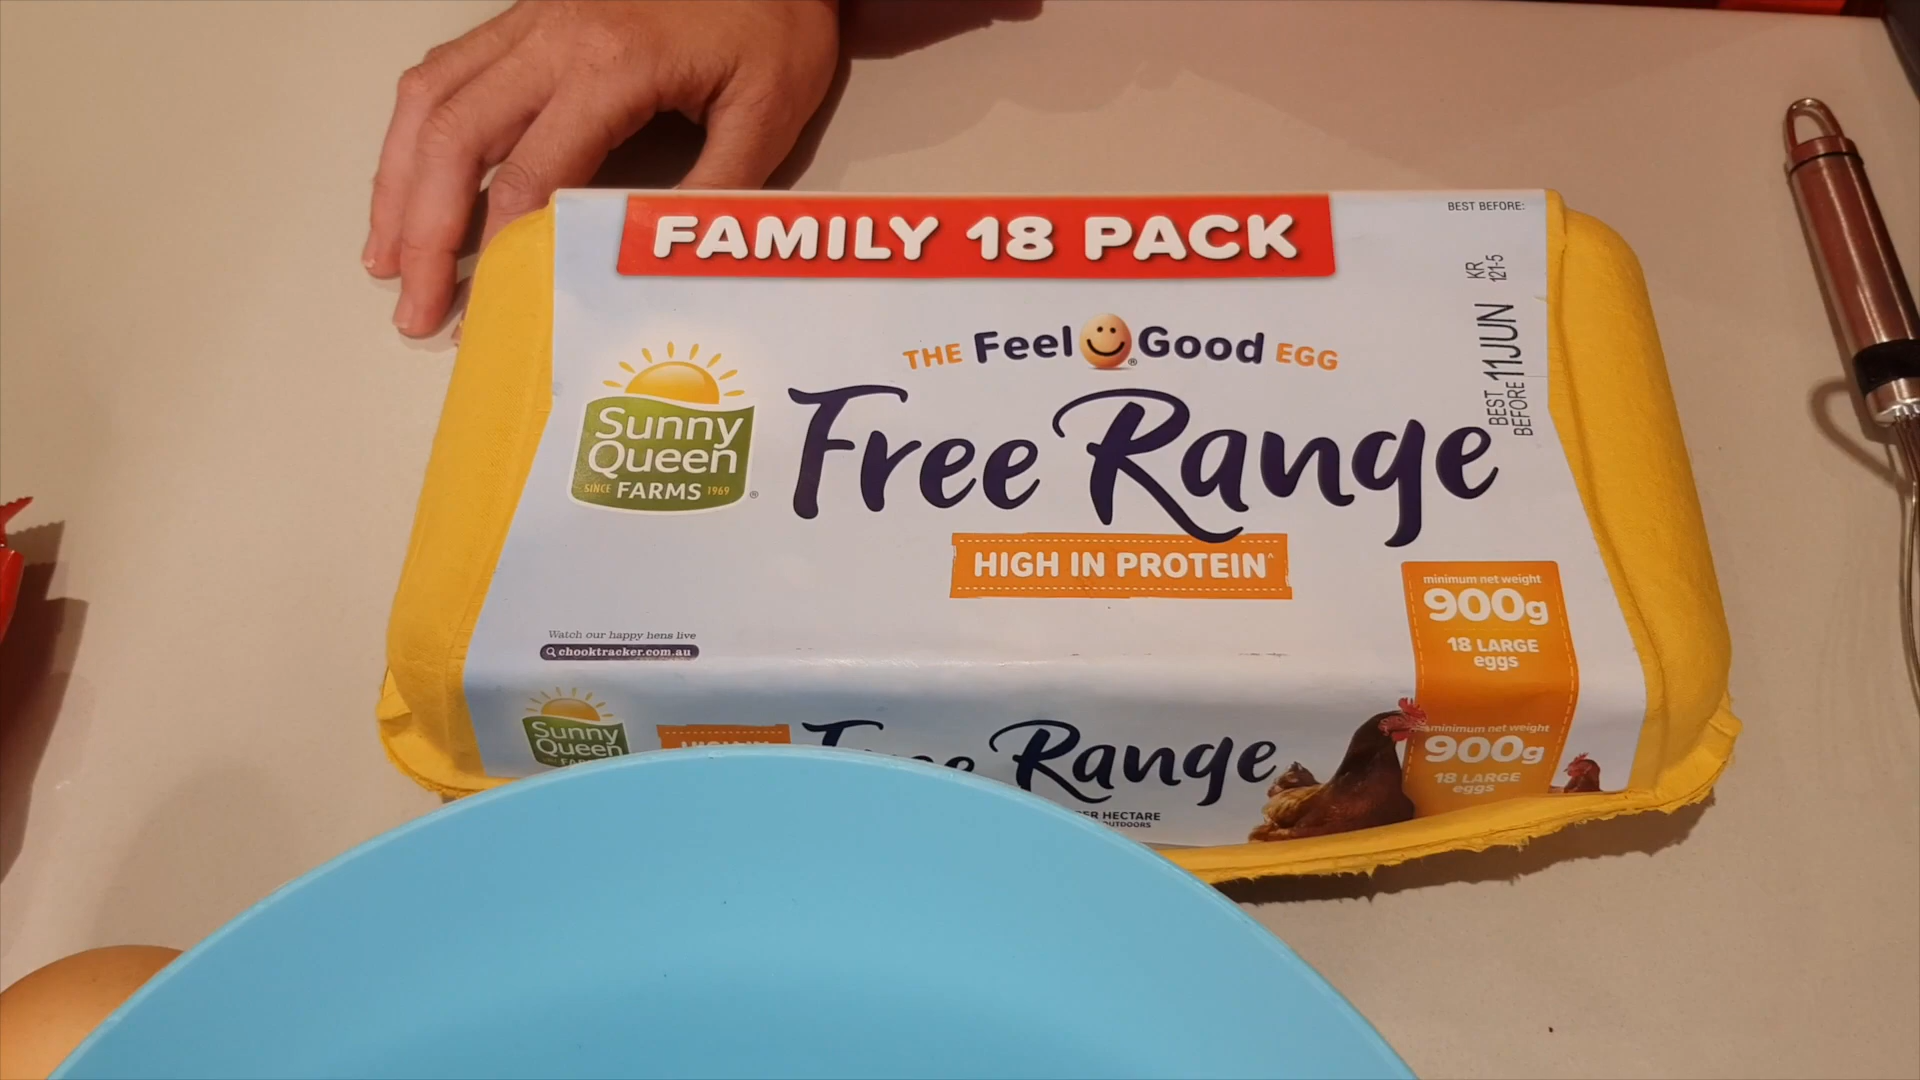 FAMILY 18 PACK
BEST BEFORE:
KR
121-5
BEST
BEFORE 11 JUN
THE Feel Good EGG
Sunny
Queen
SINCE FARMS 1969
Free Range
HIGH IN PROTEIN^
minimum net weight
900g
18 LARGE
eggs
Watch our happy hens live
chooktracker.com.au
Sunny
Queen
Range
minimum net weight
900g
18 LARGE
eggs
HECTARE